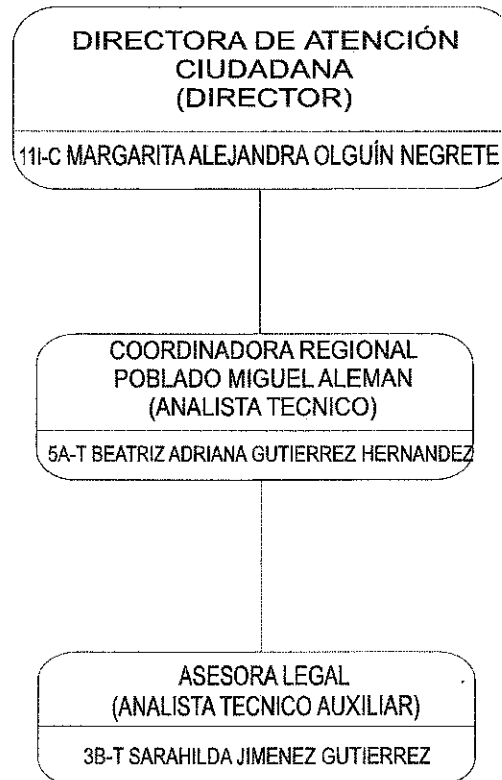 DIRECTORA DE ATENCIÓN
CIUDADANA
(DIRECTOR)
11I-C MARGARITA ALEJANDRA OLGUÍN NEGRETE
COORDINADORA REGIONAL
POBLADO MIGUEL ALEMAN
(ANALISTA TECNICO)
5A-T BEATRIZ ADRIANA GUTIERREZ HERNANDEZ
ASESORA LEGAL
(ANALISTA TECNICO AUXILIAR)
3B-T SARAHILDA JIMENEZ GUTIERREZ